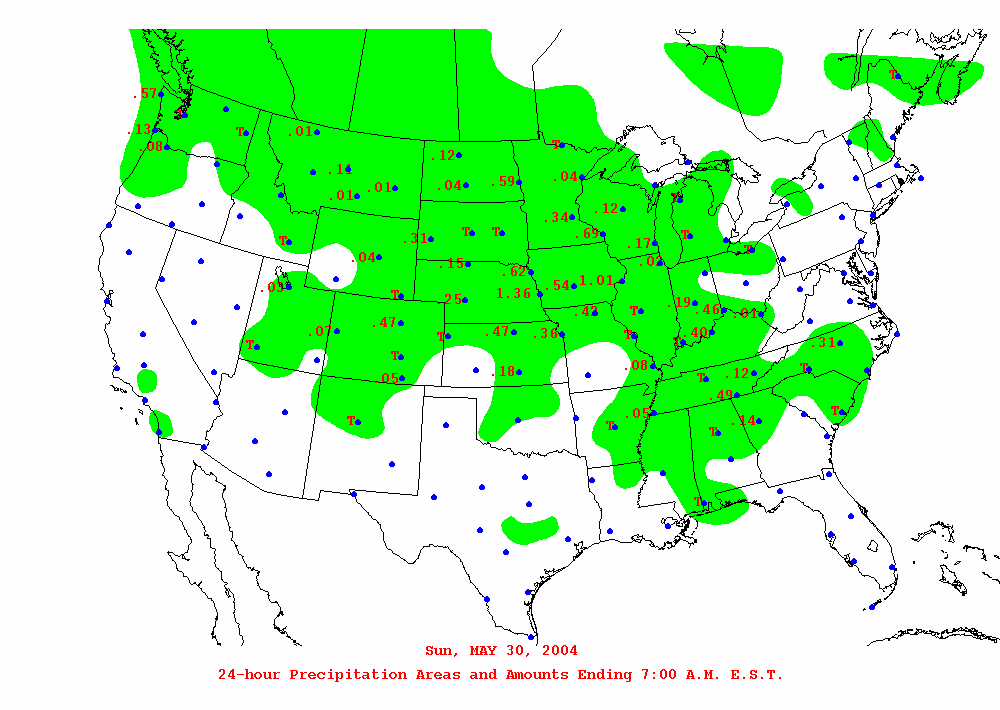 T
.57
T
.13
T
.01
.08
.12
T
.04
.59
.04
.01
.01
T
.34
.12
.31
T
T
.69
T
T
.17
T
.04
.15
.02
.62
.03
.54
1.01
T
1.36
.25
.19
.46
.01
.47
.47
T
.07
.47
T
.36
T
.40
.31
T
T
.05
.18
.08
T
.12
T
.49
T
.05
T
T
.14
T
T
Sun, MAY 30, 2004
24-hour Precipitation Areas and Amounts Ending 7:00 A.M. E.S.T.